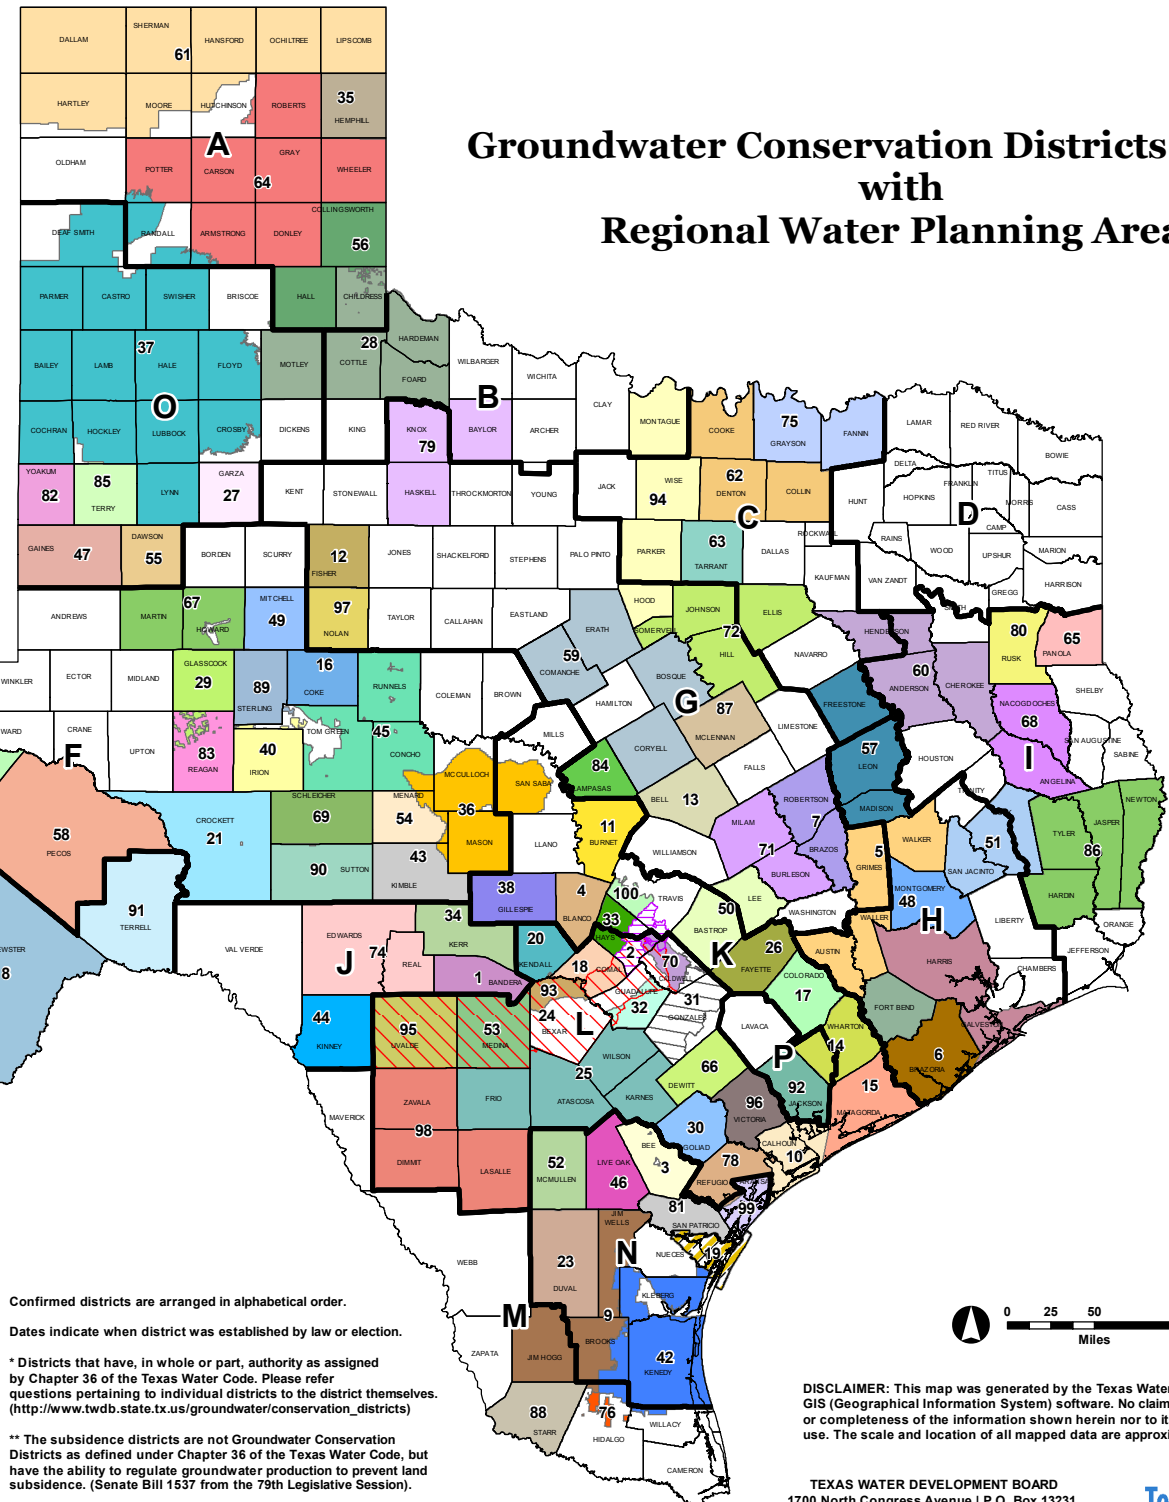 Groundwater Conservation Districts
with
Regional Water Planning Area
DALLAM
SHERMAN
HANSFORD
OCHILTREE
LIPSCOMB
61
HARTLEY
MOORE
HUTCHINSON
ROBERTS
35
HEMPHILL
OLDHAM
POTTER
A
CARSON
GRAY
64
WHEELER
DEAF SMITH
RANDALL
ARMSTRONG
DONLEY
COLLINGSWORTH
56
PARMER
CASTRO
SWISHER
BRISCOE
HALL
CHILDRESS
BAILEY
LAMB
37
HALE
FLOYD
MOTLEY
28
COTTLE
HARDEMAN
FOARD
WILBARGER
WICHITA
B
CLAY
MONTAGUE
COOKE
75
GRAYSON
FANNIN
LAMAR
RED RIVER
BOWIE
O
COCHRAN
HOCKLEY
LUBBOCK
CROSBY
DICKENS
KING
KNOX
79
BAYLOR
ARCHER
YOAKUM
82
85
TERRY
LYNN
GARZA
27
KENT
STONEWALL
HASKELL
THROCKMORTON
YOUNG
JACK
WISE
94
62
DENTON
COLLIN
C
HUNT
DELTA
HOPKINS
FRANKLIN
TITUS
MORRIS
CASS
D
CAMP
GAINES
47
DAWSON
55
BORDEN
SCURRY
12
FISHER
JONES
SHACKELFORD
STEPHENS
PALO PINTO
PARKER
63
TARRANT
DALLAS
ROCKWALL
KAUFMAN
RAINS
WOOD
UPSHUR
MARION
HARRISON
VAN ZANDT
GREGG
SMITH
ANDREWS
MARTIN
67
HOWARD
MITCHELL
49
97
NOLAN
TAYLOR
CALLAHAN
EASTLAND
ERATH
HOOD
SOMERVELL
JOHNSON
72
ELLIS
HILL
NAVARRO
HENDERSON
80
RUSK
65
PANOLA
WINKLER
ECTOR
MIDLAND
GLASSCOCK
29
89
STERLING
16
COKE
RUNNELS
COLEMAN
BROWN
59
COMANCHE
BOSQUE
HAMILTON
G
87
MCLENNAN
LIMESTONE
FREESTONE
60
ANDERSON
CHEROKEE
NACOGDOCHES
68
SHELBY
SAN AUGUSTINE
SABINE
WARD
CRANE
F
UPTON
83
REAGAN
40
IRION
TOM GREEN
45
CONCHO
MILLS
CORYELL
FALLS
57
LEON
HOUSTON
I
ANGELINA
TRINITY
58
PECOS
CROCKETT
21
SCHLEICHER
69
MENARD
54
MCCULLOCH
36
SAN SABA
84
LAMPASAS
BELL
13
ROBERTSON
MADISON
NEWTON
JASPER
TYLER
86
MASON
LLANO
11
BURNET
MILAM
7
71
BRAZOS
5
GRIMES
WALKER
51
SAN JACINTO
90
SUTTON
43
KIMBLE
WILLIAMSON
BURLESON
HARDIN
91
TERRELL
38
GILLESPIE
4
BLANCO
100
TRAVIS
50
LEE
WASHINGTON
MONTGOMERY
48
H
LIBERTY
ORANGE
JEFFERSON
VAL VERDE
EDWARDS
34
KERR
33
HAYS
BASTROP
WALLER
AUSTIN
HARRIS
CHAMBERS
J
74
REAL
20
KENDALL
2
K
26
FAYETTE
BREWSTER
8
1
BANDERA
18
COMAL
70
CALDWELL
COLORADO
17
44
KINNEY
95
UVALDE
53
MEDINA
93
24
BEXAR
L
GUADALUPE
32
31
GONZALES
LAVACA
FORT BEND
GALVESTON
WHARTON
14
6
BRAZORIA
P
WILSON
25
ATASCOSA
KARNES
66
DEWITT
92
JACKSON
15
MATAGORDA
ZAVALA
FRIO
98
MAVERICK
96
VICTORIA
30
GOLIAD
CALHOUN
10
DIMMIT
LASALLE
52
MCMULLEN
LIVE OAK
46
BEE
3
78
REFUGIO
ARANSAS
99
81
SAN PATRICIO
JIM
WELLS
N
NUECES
19
WEBB
23
DUVAL
KLEBERG
M
9
ZAPATA
JIM HOGG
BROOKS
42
KENEDY
88
STARR
76
HIDALGO
WILLACY
CAMERON
Confirmed districts are arranged in alphabetical order.
Dates indicate when district was established by law or election.
* Districts that have, in whole or part, authority as assigned
by Chapter 36 of the Texas Water Code. Please refer
questions pertaining to individual districts to the district themselves.
(http://www.twdb.state.tx.us/groundwater/conservation_districts)
** The subsidence districts are not Groundwater Conservation
Districts as defined under Chapter 36 of the Texas Water Code, but
have the ability to regulate groundwater production to prevent land
subsidence. (Senate Bill 1537 from the 79th Legislative Session).
0 25 50
Miles
DISCLAIMER: This map was generated by the Texas Water
GIS (Geographical Information System) software. No claim
or completeness of the information shown herein nor to it
use. The scale and location of all mapped data are approxi
TEXAS WATER DEVELOPMENT BOARD
1700 North Congress Avenue | P.O. Box 13231